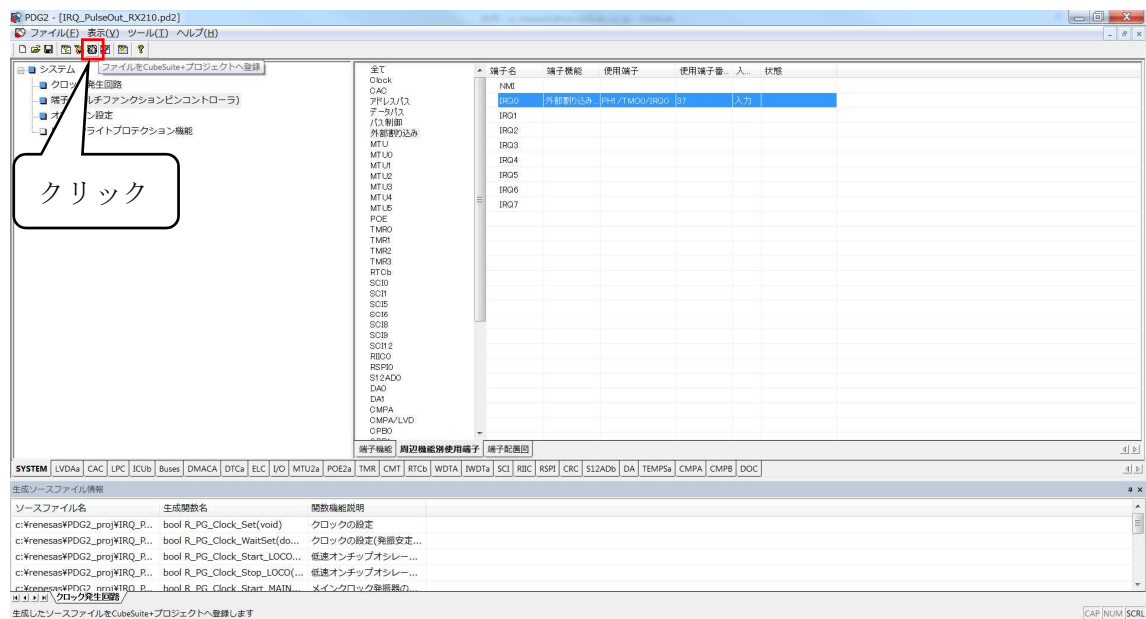 PDG2 - [IRQ_PulseOut_RX210.pd2]
ファイル(F) 表示(V) ツール(I) ヘルプ(H)
ファイルをCubeSuite+プロジェクトへ登録
システム
クロック発生回路
端子
ルチファンクションピンコントローラ)
オ
ン設定
ライトプロテクション機能
クリック
全て
Clock
CAC
アドレスバス
データバス
バス制御
外部割り込み
MTU
MTU0
MTU1
MTU2
MTU3
MTU4
MTU5
POE
TMR0
TMR1
TMR2
TMR3
RTCb
SCI0
SCI1
SCI5
SCI6
SCI8
SCI9
SCI12
RIIC0
RSPI0
S12AD0
DA0
DA1
CMPA
CMPA/LVD
CPB0
端子名 端子機能 使用端子 使用端子番.. 入... 状態
NMI
IRQ0 外部割り込み... PH1/TMO0/IRQ0 37 入力
IRQ1
IRQ2
IRQ3
IRQ4
IRQ5
IRQ6
IRQ7
端子機能 周辺機能別使用端子 端子配置図
SYSTEM LVDAa CAC LPC ICUb Buses DMACA DTCa ELC I/O MTU2a POE2a TMR CMT RTCb WDTA IWDTa SCI RIIC RSPI CRC S12ADb DA TEMPSa CMPA CMPB DOC
生成ソースファイル情報
ソースファイル名 生成関数名 関数機能説明
c:¥renesas¥PDG2_proj¥IRQ_P... bool R_PG_Clock_Set(void) クロックの設定
c:¥renesas¥PDG2_proj¥IRQ_P... bool R_PG_Clock_WaitSet(do... クロックの設定(発振安定...
c:¥renesas¥PDG2_proj¥IRQ_P... bool R_PG_Clock_Start_LOCO... 低速オンチップオシレー...
c:¥renesas¥PDG2_proj¥IRQ_P... bool R_PG_Clock_Stop_LOCO(... 低速オンチップオシレー...
c:¥renesas¥PDG2_proj¥IRQ_P... bool R_PG_Clock_Start_MAIN... メインクロック発振器の...
クロック発生回路
生成したソースファイルをCubeSuite+プロジェクトへ登録します
CAP NUM SCRL